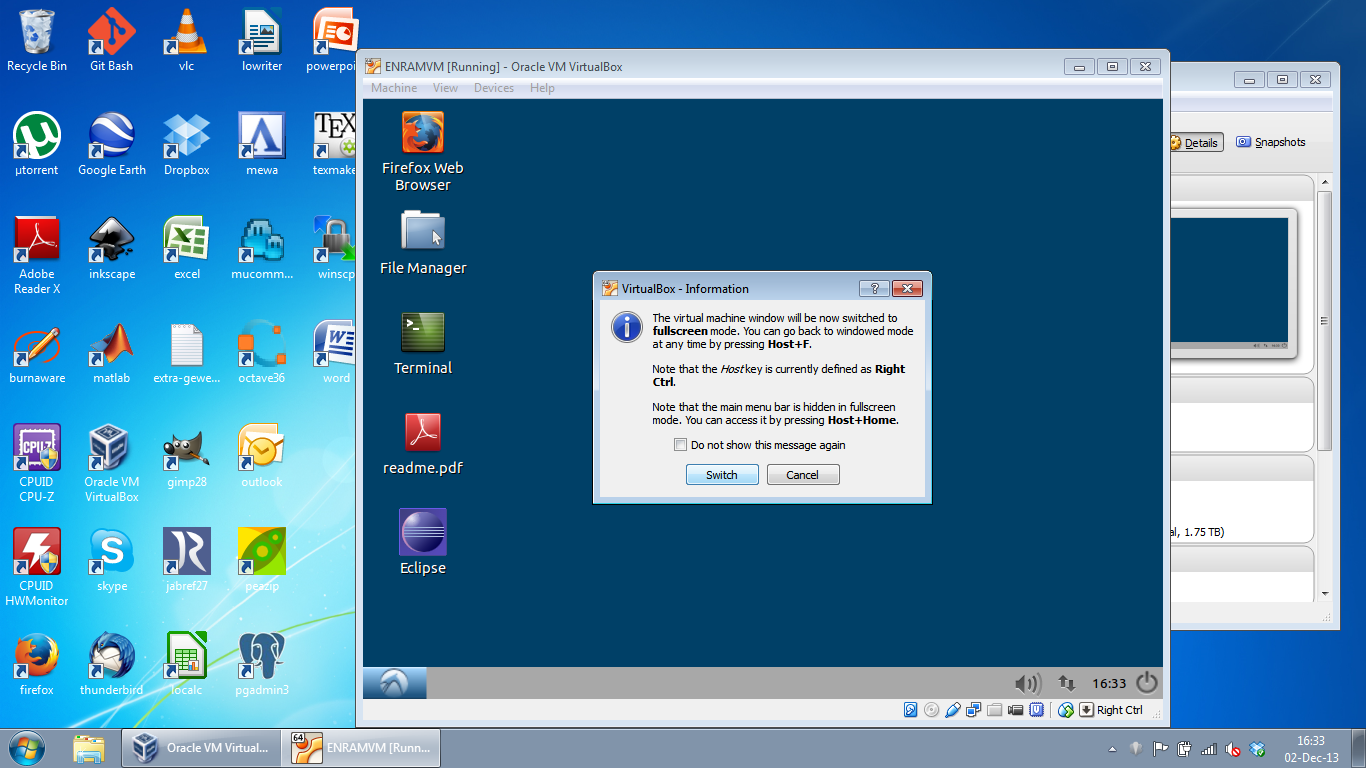 Recycle Bin
Git Bash
vlc
lowriter
powerpoi
µtorrent
Google Earth
Dropbox
mewa
TEX
texmake
Adobe
Reader X
inkscape
excel
mucomm...
winscp
burnaware
matlab
extra-gewe...
octave36
word
CPU-Z
CPUID
CPU-Z
Oracle VM
VirtualBox
gimp28
outlook
CPUID
HWMonitor
skype
jabref27
peazip
firefox
thunderbird
localc
pgadmin3
ENRAMVM [Running] - Oracle VM VirtualBox
Machine View Devices Help
Firefox Web
Browser
File Manager
Terminal
readme.pdf
Eclipse
VirtualBox - Information
The virtual machine window will be now switched to
fullscreen mode. You can go back to windowed mode
at any time by pressing Host+F.
Note that the Host key is currently defined as Right
Ctrl.
Note that the main menu bar is hidden in fullscreen
mode. You can access it by pressing Host+Home.
Do not show this message again
Switch Cancel
16:33
Right Ctrl
Details Snapshots
al, 1.75 TB)
Oracle VM Virtual...
64
ENRAMVM [Runn...
16:33
02-Dec-13